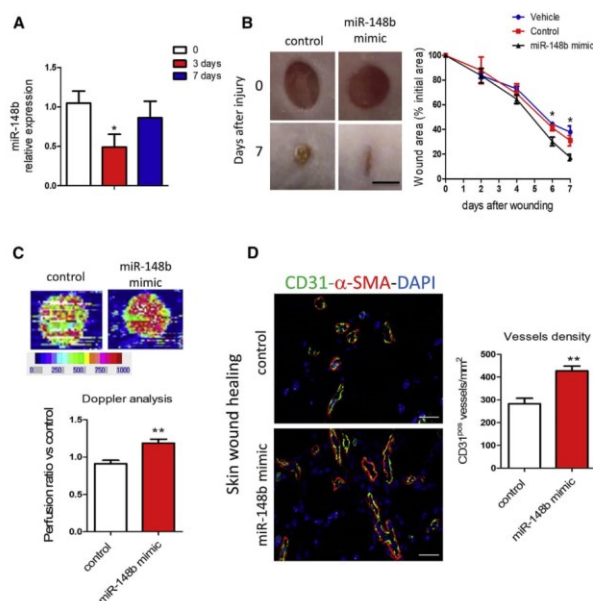 A
0
3 days
7 days
miR-148b
relative expression
1.5
1.0
0.5
0.0
*
B
control
miR-148b
mimic
Days after injury
0
7
Vehicle
Control
miR-148b mimic
Wound area (% initial area)
100
80
60
40
20
0
* *
0 1 2 3 4 5 6 7
days after wounding
C
control
miR-148b
mimic
0 250 500 750 1000
Doppler analysis
Perfusion ratio vs control
1.5
1.0
0.5
0.0
**
control
miR-148b mimic
D
CD31-α-SMA-DAPI
Skin wound healing
control
miR-148b mimic
Vessels density
CD31pos vessels/mm2
500
400
300
200
100
0
**
control
miR-148b mimic